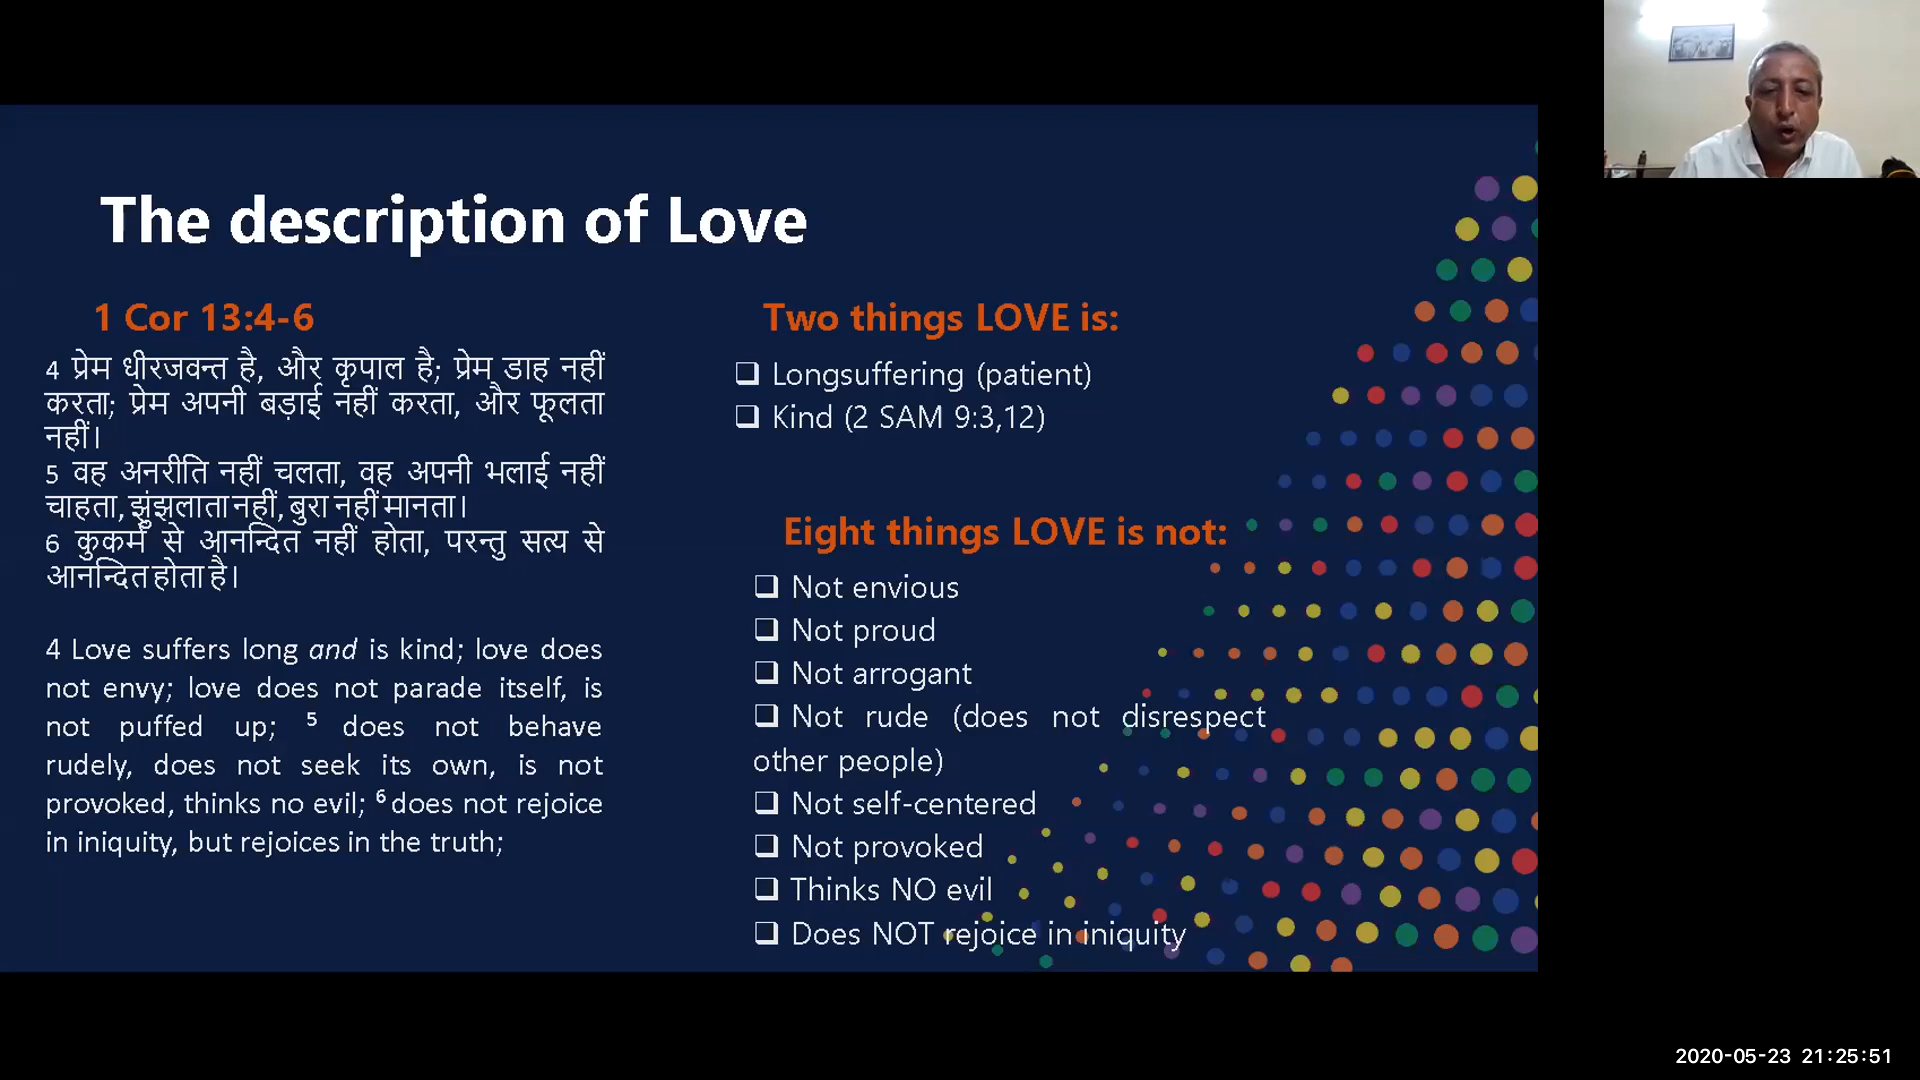 The description of Love
1 Cor 13:4-6
4 प्रेम धीरजवन्त है, और कृपाल है; प्रेम डाह नहीं
करता; प्रेम अपनी बड़ाई नहीं करता, और फूलता
नहीं।
5 वह अनरीति नहीं चलता, वह अपनी भलाई नहीं
चाहता, झुंझलाता नहीं, बुरा नहीं मानता।
6 कुकर्म से आनन्दित नहीं होता, परन्तु सत्य से
आनन्दित होता है।
4 Love suffers long and is kind; love does
not envy; love does not parade itself, is
not puffed up; 5 does not behave
rudely, does not seek its own, is not
provoked, thinks no evil; 6 does not rejoice
in iniquity, but rejoices in the truth;
Two things LOVE is:
❑ Longsuffering (patient)
❑ Kind (2 SAM 9:3,12)
Eight things LOVE is not:
❑ Not envious
❑ Not proud
❑ Not arrogant
❑ Not rude (does not disrespect
other people)
❑ Not self-centered
❑ Not provoked
❑ Thinks NO evil
❑ Does NOT rejoice in iniquity
2020-05-23 21:25:51